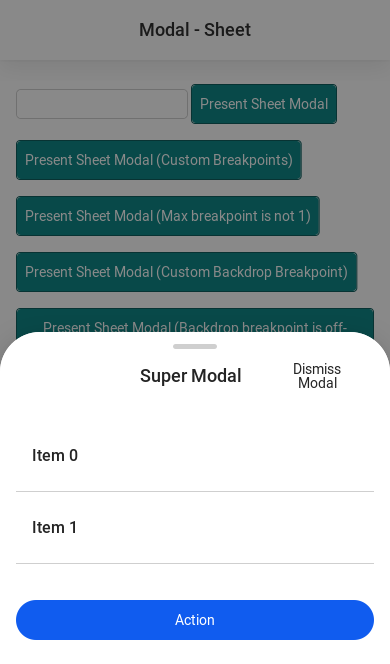 Modal - Sheet
Present Sheet Modal
Present Sheet Modal (Custom Breakpoints)
Present Sheet Modal (Max breakpoint is not 1)
Present Sheet Modal (Custom Backdrop Breakpoint)
Present Sheet Modal (Backdrop breakpoint is off-
Super Modal
Dismiss
Modal
Item 0
Item 1
Action